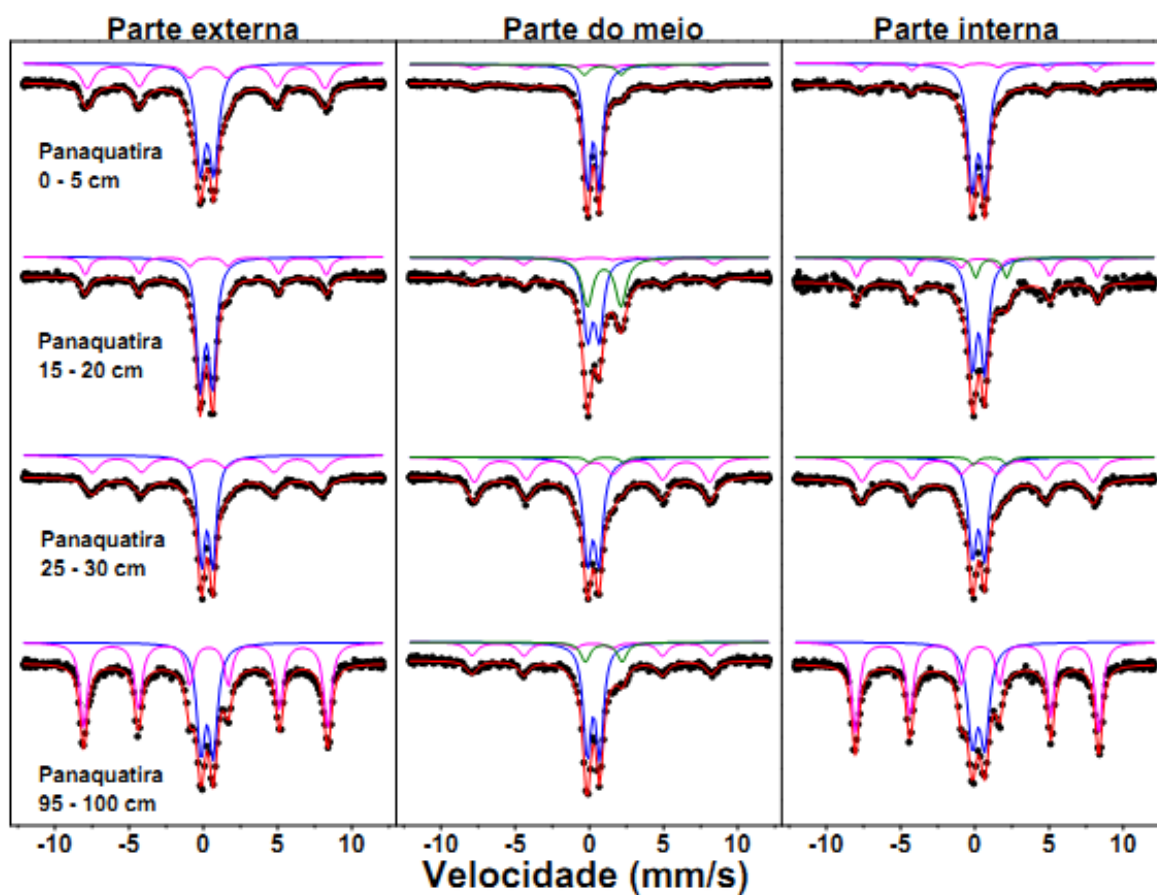 Parte externa Parte do meio Parte interna
Panaquatira
0 - 5 cm
Panaquatira
15 - 20 cm
Panaquatira
25 - 30 cm
Panaquatira
95 - 100 cm
-10 -5 0 5 10 -10 -5 0 5 10 -10 -5 0 5 10
Velocidade (mm/s)